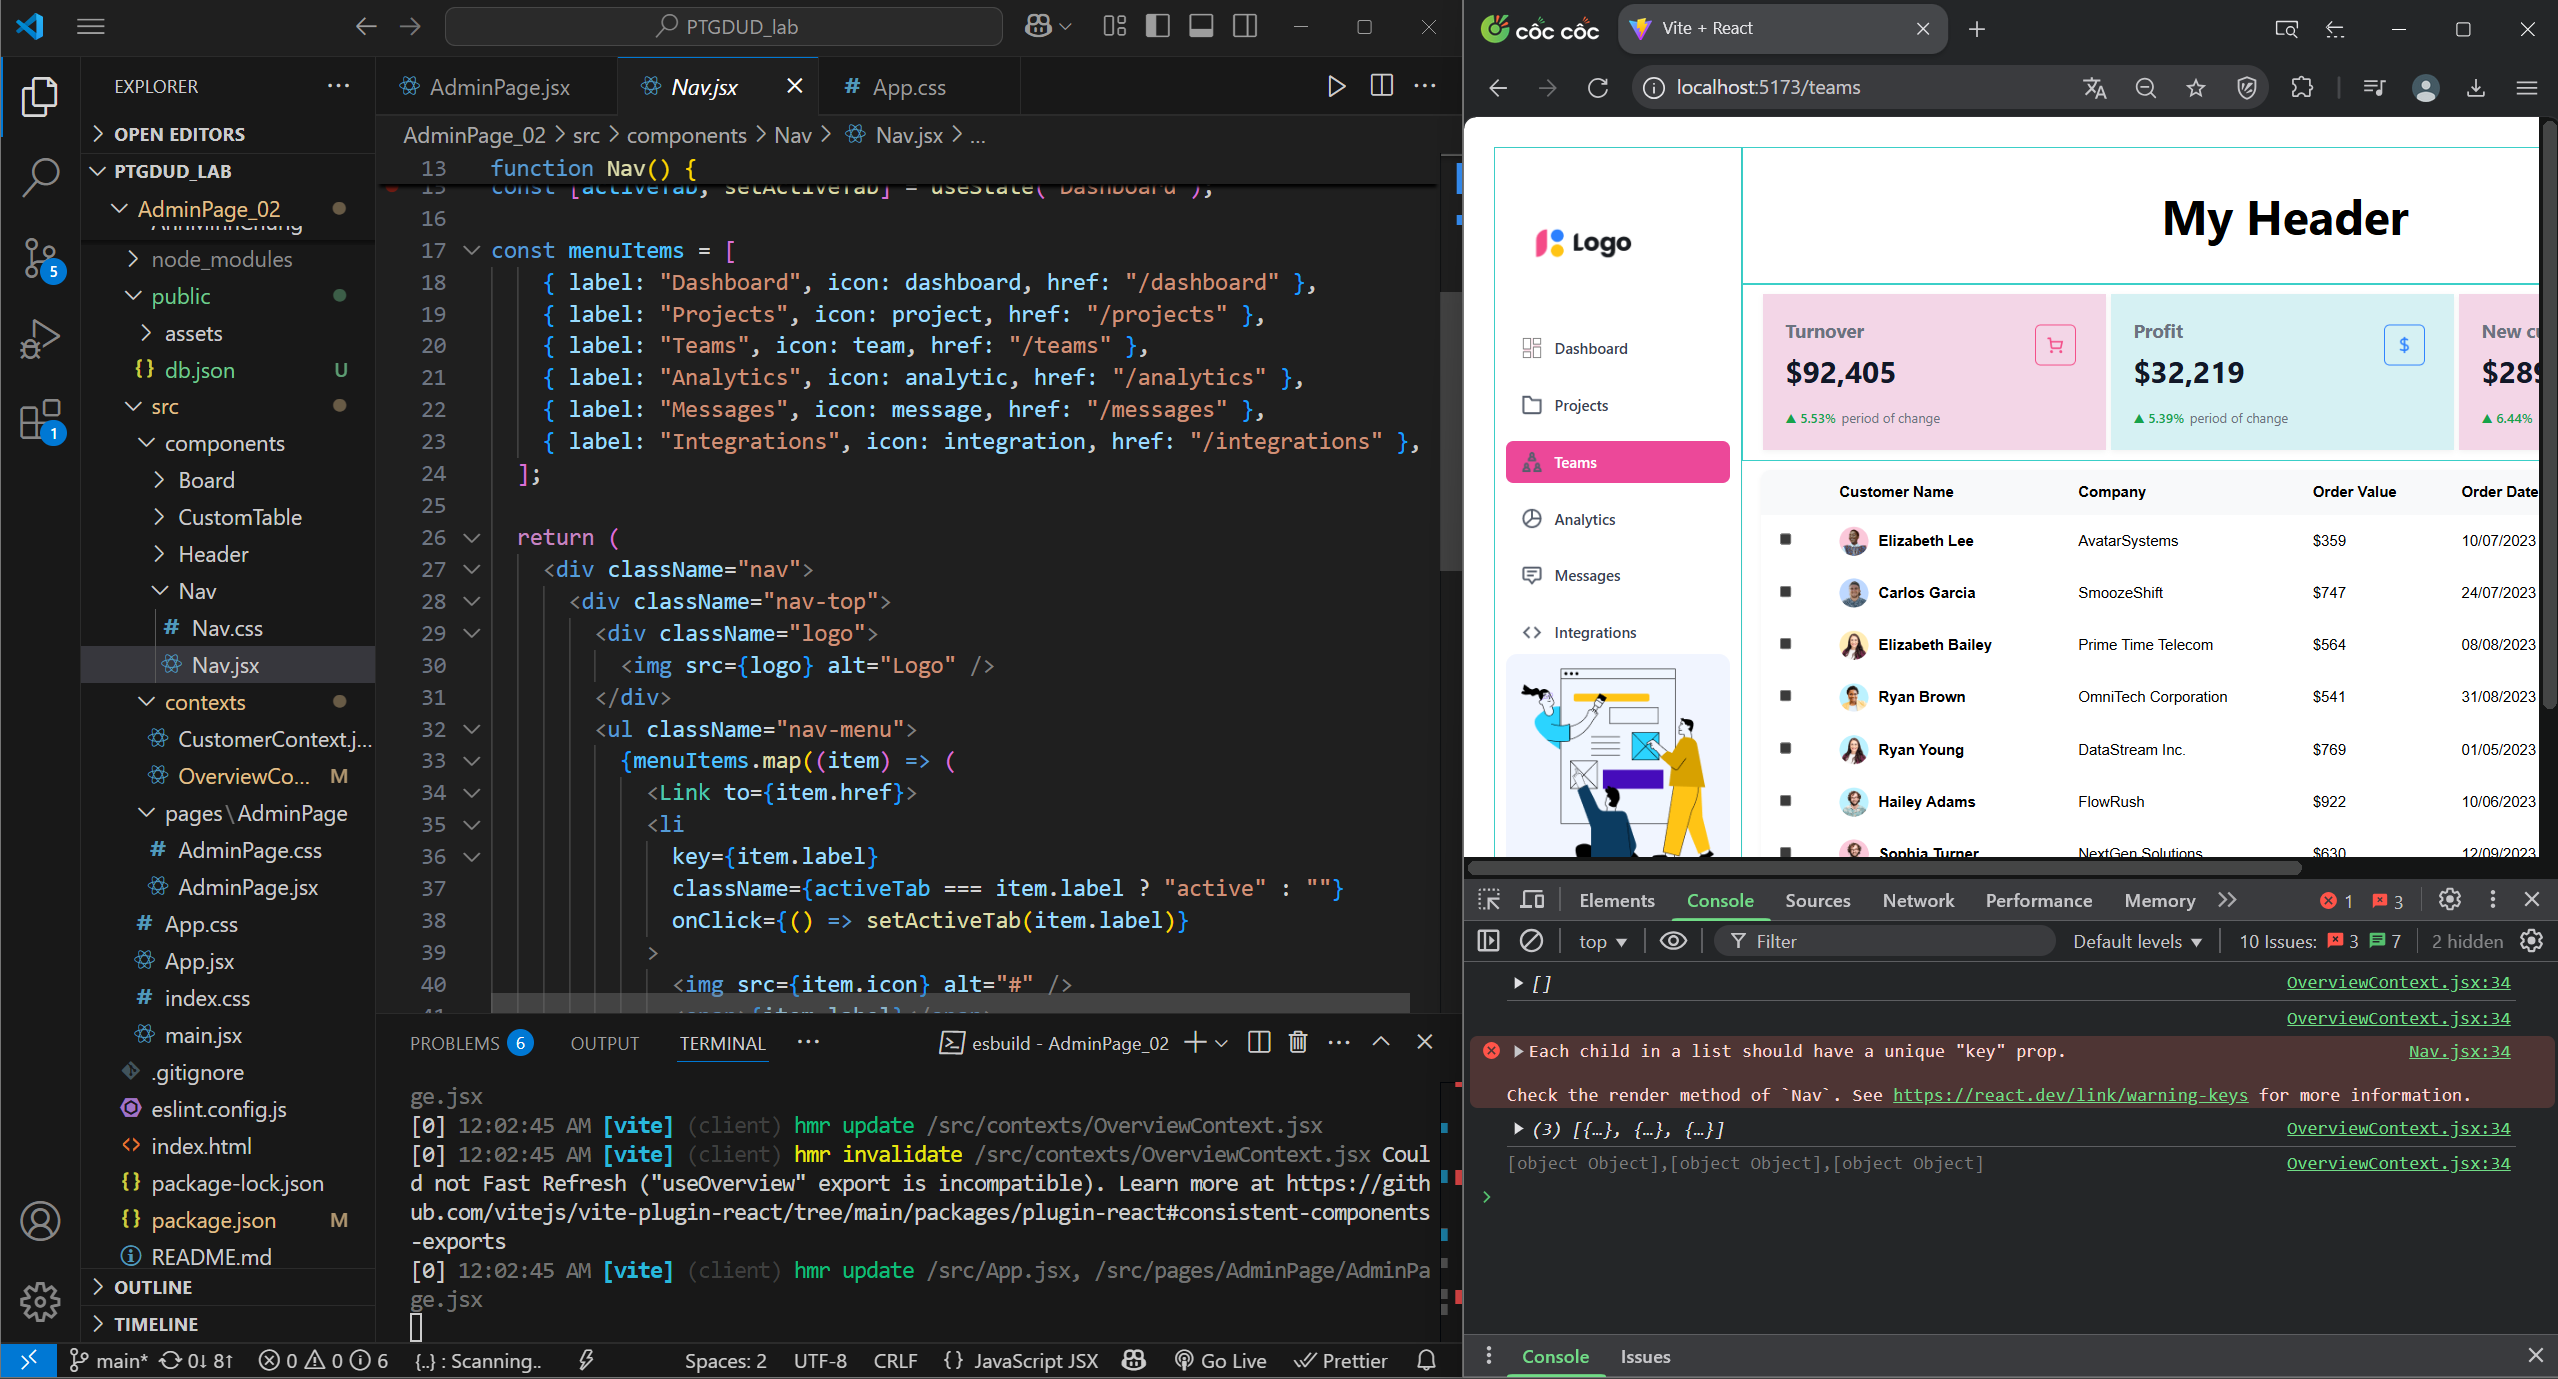 PTGDUD_lab
EXPLORER
OPEN EDITORS
PTGDUD_LAB
AdminPage_02
node_modules
public
assets
{} db.json U
src
components
Board
CustomTable
Header
Nav
# Nav.css
Nav.jsx
contexts
CustomerContext.j...
OverviewCo... M
pages\AdminPage
# AdminPage.css
AdminPage.jsx
# App.css
App.jsx
# index.css
main.jsx
.gitignore
eslint.config.js
<> index.html
{} package-lock.json
{} package.json M
README.md
OUTLINE
TIMELINE
5
1
AdminPage.jsx
Nav.jsx
# App.css
AdminPage_02 > src > components > Nav > Nav.jsx > ...
13 function Nav() {
15 const [activeTab, setActiveTab] = useState("Dashboard");
16
17 const menuItems = [
18 { label: "Dashboard", icon: dashboard, href: "/dashboard" },
19 { label: "Projects", icon: project, href: "/projects" },
20 { label: "Teams", icon: team, href: "/teams" },
21 { label: "Analytics", icon: analytic, href: "/analytics" },
22 { label: "Messages", icon: message, href: "/messages" },
23 { label: "Integrations", icon: integration, href: "/integrations" },
24 ];
25
26 return (
27 <div className="nav">
28 <div className="nav-top">
29 <div className="logo">
30 <img src={logo} alt="Logo" />
31 </div>
32 <ul className="nav-menu">
33 {menuItems.map((item) => (
34 <Link to={item.href}>
35 <li
36 key={item.label}
37 className={activeTab === item.label ? "active" : ""}
38 onClick={() => setActiveTab(item.label)}
39 >
40 <img src={item.icon} alt="#" />
PROBLEMS 6 OUTPUT TERMINAL ... esbuild - AdminPage_02
ge.jsx
[0] 12:02:45 AM [vite] (client) hmr update /src/contexts/OverviewContext.jsx
[0] 12:02:45 AM [vite] (client) hmr invalidate /src/contexts/OverviewContext.jsx Coul
d not Fast Refresh ("useOverview" export is incompatible). Learn more at https://gith
ub.com/vitejs/vite-plugin-react/tree/main/packages/plugin-react#consistent-components
-exports
[0] 12:02:45 AM [vite] (client) hmr update /src/App.jsx, /src/pages/AdminPage/AdminPa
ge.jsx
main* 0↓ 8↑ 0 0 6 {..} : Scanning.. Spaces: 2 UTF-8 CRLF {} JavaScript JSX Go Live Prettier
cốc cốc
Vite + React
localhost:5173/teams
Logo
Dashboard
Projects
Teams
Analytics
Messages
Integrations
My Header
Turnover
$92,405
▲ 5.53% period of change
Profit
$
$32,219
▲ 5.39% period of change
New cu
$289
▲ 6.44%
Customer Name Company Order Value Order Date
Elizabeth Lee AvatarSystems $359 10/07/2023
Carlos Garcia SmoozeShift $747 24/07/2023
Elizabeth Bailey Prime Time Telecom $564 08/08/2023
Ryan Brown OmniTech Corporation $541 31/08/2023
Ryan Young DataStream Inc. $769 01/05/2023
Hailey Adams FlowRush $922 10/06/2023
Sophia Turner NextGen Solutions $630 12/09/2023
Elements Console Sources Network Performance Memory 1 3
top Filter Default levels 10 Issues: 3 7 2 hidden
[] OverviewContext.jsx:34
OverviewContext.jsx:34
Each child in a list should have a unique "key" prop. Nav.jsx:34
Check the render method of `Nav`. See https://react.dev/link/warning-keys for more information.
(3) [{…}, {…}, {…}] OverviewContext.jsx:34
[object Object],[object Object],[object Object] OverviewContext.jsx:34
Console Issues